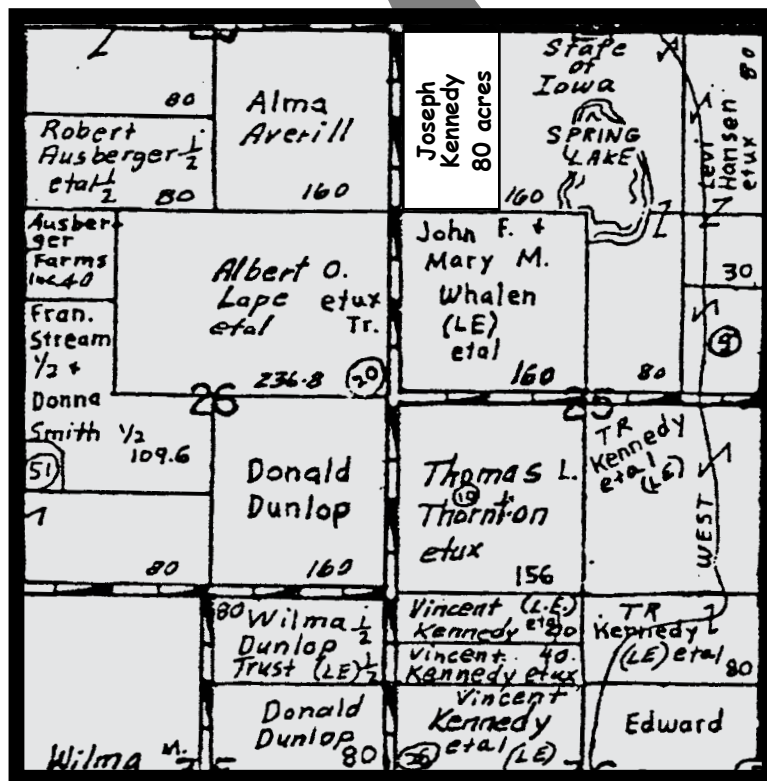 80
Robert
Ausberger 1/2
etal 1/2
80
Alma
Averill
160
Joseph
Kennedy
80 acres
State
of
Iowa
SPRING
LAKE
160
80
Levi
Hansen
etux
Ausber-
ger
Farms
Inc. 40
Albert O.
Lape etux
etal Tr.
236.8 20
John F. &
Mary M.
Whalen
(LE)
etal
160
80
30
9
Fran.
Stream
1/2 &
Donna
Smith 1/2
109.6
51
26
25
80
Donald
Dunlop
160
Thomas L.
10 &
Thornton
etux
156
TR
Kennedy
etal
(LE)
WEST
80 Wilma 1/2
Dunlop
Trust (LE) 1/2
Vincent (L.E.)
Kennedy etal
Vincent 40
Kennedy etux
TR
Kennedy
(LE) etal
80
Donald
Dunlop
80
Vincent
Kennedy
etal (LE)
Edward
Wilma M.